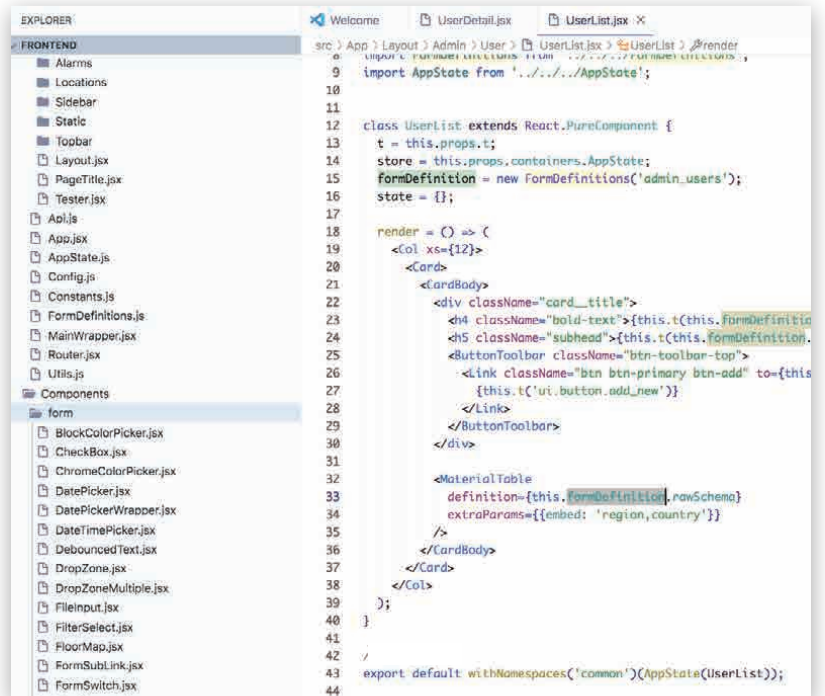 EXPLORER
FRONTEND
Alarms
Locations
Sidebar
Static
Topbar
Layout.jsx
PageTitle.jsx
Tester.jsx
Api.js
App.jsx
AppState.js
Config.js
Constants.js
FormDefinitions.js
MainWrapper.jsx
Router.jsx
Utils.js
Components
form
BlockColorPicker.jsx
CheckBox.jsx
ChromeColorPicker.jsx
DatePicker.jsx
DatePickerWrapper.jsx
DateTimePicker.jsx
DebouncedText.jsx
DropZone.jsx
DropZoneMultiple.jsx
FileInput.jsx
FilterSelect.jsx
FloorMap.jsx
FormSubLink.jsx
FormSwitch.jsx
Welcome UserDetail.jsx UserList.jsx ×
src > App > Layout > Admin > User > UserList.jsx > UserList > render
8 import FormDefinitions from '../../../FormDefinitions';
9 import AppState from '../../../AppState';
10
11
12 class UserList extends React.PureComponent {
13 t = this.props.t;
14 store = this.props.containers.AppState;
15 formDefinition = new FormDefinitions('admin_users');
16 state = {};
17
18 render = () => (
19 <Col xs={12}>
20 <Card>
21 <CardBody>
22 <div className="card__title">
23 <h4 className="bold-text">{this.t(this.formDefinitio
24 <h5 className="subhead">{this.t(this.formDefinition.
25 <ButtonToolbar className="btn-toolbar-top">
26 <Link className="btn btn-primary btn-add" to={this
27 {this.t('ui.button.add_new')}
28 </Link>
29 </ButtonToolbar>
30 </div>
31
32 <MaterialTable
33 definition={this.formDefinition.rawSchema}
34 extraParams={{embed: 'region,country'}}
35 />
36 </CardBody>
37 </Card>
38 </Col>
39 );
40 }
41
42 /
43 export default withNamespaces('common')(AppState(UserList));
44